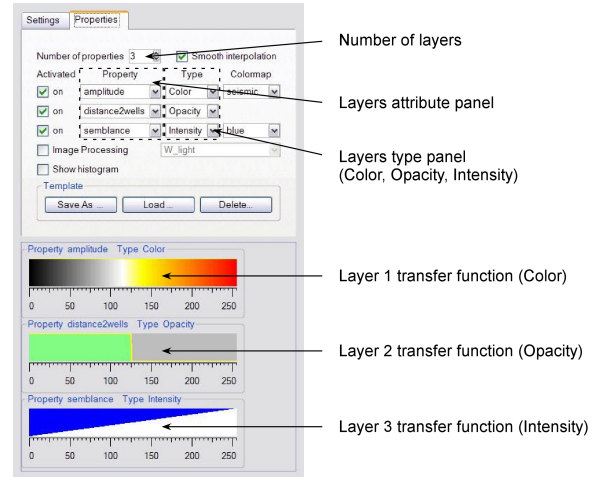 Settings Properties
Number of properties 3 Smooth interpolation
Number of layers
Activated Property Type Colormap
on amplitude Color seismic
Layers attribute panel
on distance2wells Opacity
on semblance Intensity blue
Layers type panel
(Color, Opacity, Intensity)
Image Processing W_light
Show histogram
Template
Save As ... Load ... Delete...
Property amplitude Type Color
Layer 1 transfer function (Color)
0 50 100 150 200 250
Property distance2wells Type Opacity
Layer 2 transfer function (Opacity)
0 50 100 150 200 250
Property semblance Type Intensity
Layer 3 transfer function (Intensity)
0 50 100 150 200 250